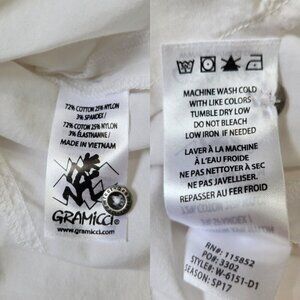 72% COTTON 25% NYLON
3% SPANDEX/
72% COTTON 25% NYLON
3% ÉLASTHANNE/
MADE IN VIETNAM
GRAMICCI
www.gramicci.com
MACHINE WASH COLD
WITH LIKE COLORS
TUMBLE DRY LOW
DO NOT BLEACH
LOW IRON IF NEEDED
LAVER À LA MACHINE
À L'EAU FROIDE
NE PAS NETTOYER À SEC
NE PAS JAVELLISER.
REPASSER AU FER FROID
RN#: 115852
PO#: 3302
STYLE#: W-6151-D1
SEASON: SP17